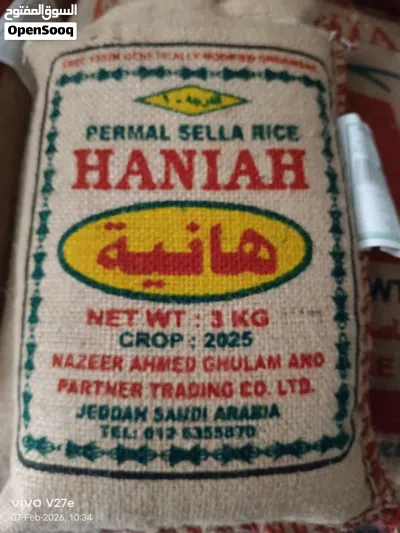 السوق المفتوح
OpenSooq
FREE FROM GENETICALLY MODIFIED ORGANISMS
الدرجة - ١
PERMAL SELLA RICE
HANIAH
هانية
NET WT : 3 KG
CROP : 2025
NAZEER AHMED GHULAM AND
PARTNER TRADING CO. LTD.
JEDDAH SAUDI ARABIA
TEL: 012 6355870
vivo V27e
07-Feb-2026, 10:34